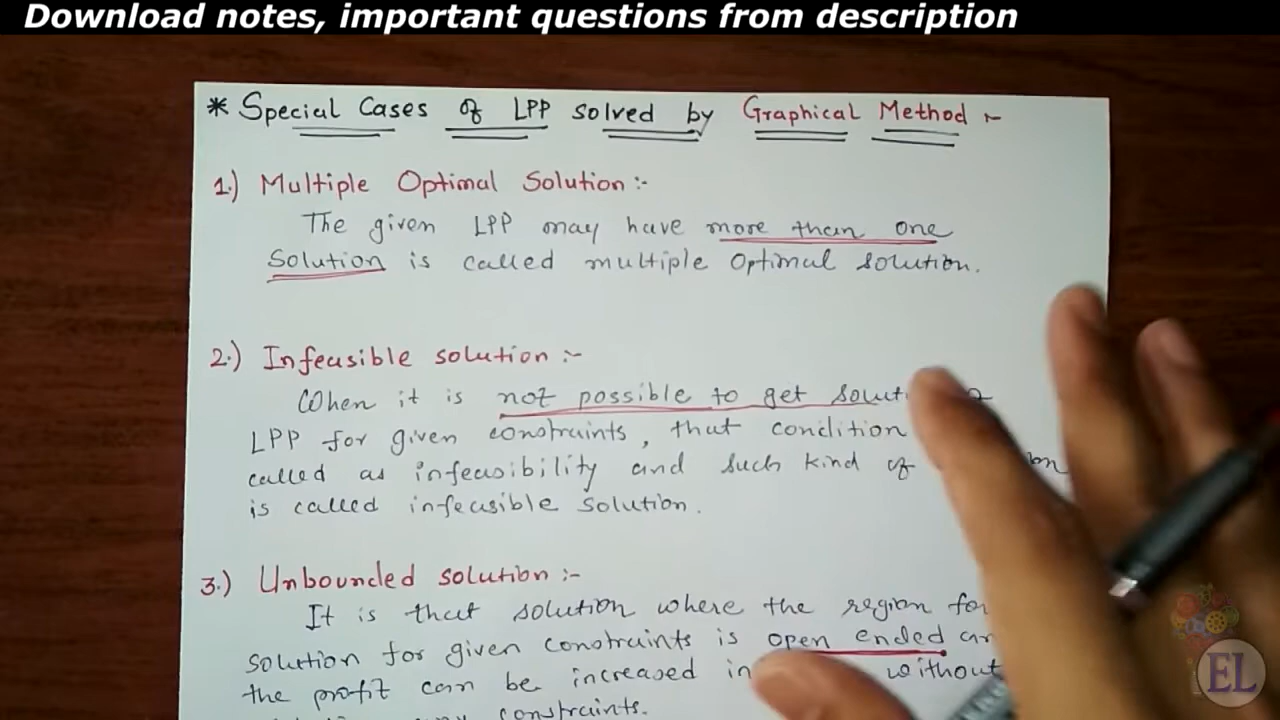 Download notes, important questions from description
* Special Cases of LPP solved by Graphical Method :-
1.) Multiple Optimal Solution :-
The given LPP may have more than one
Solution is called multiple Optimal solution.
2.) Infeasible solution :-
When it is not possible to get
LPP for given constraints, that condition
called as infeasibility and such kind of
is called infeasible solution.
3.) Unbounded solution :-
It is that solution where the region for
solution for given constraints is open ended
the profit can be increased without
constraints.
EL